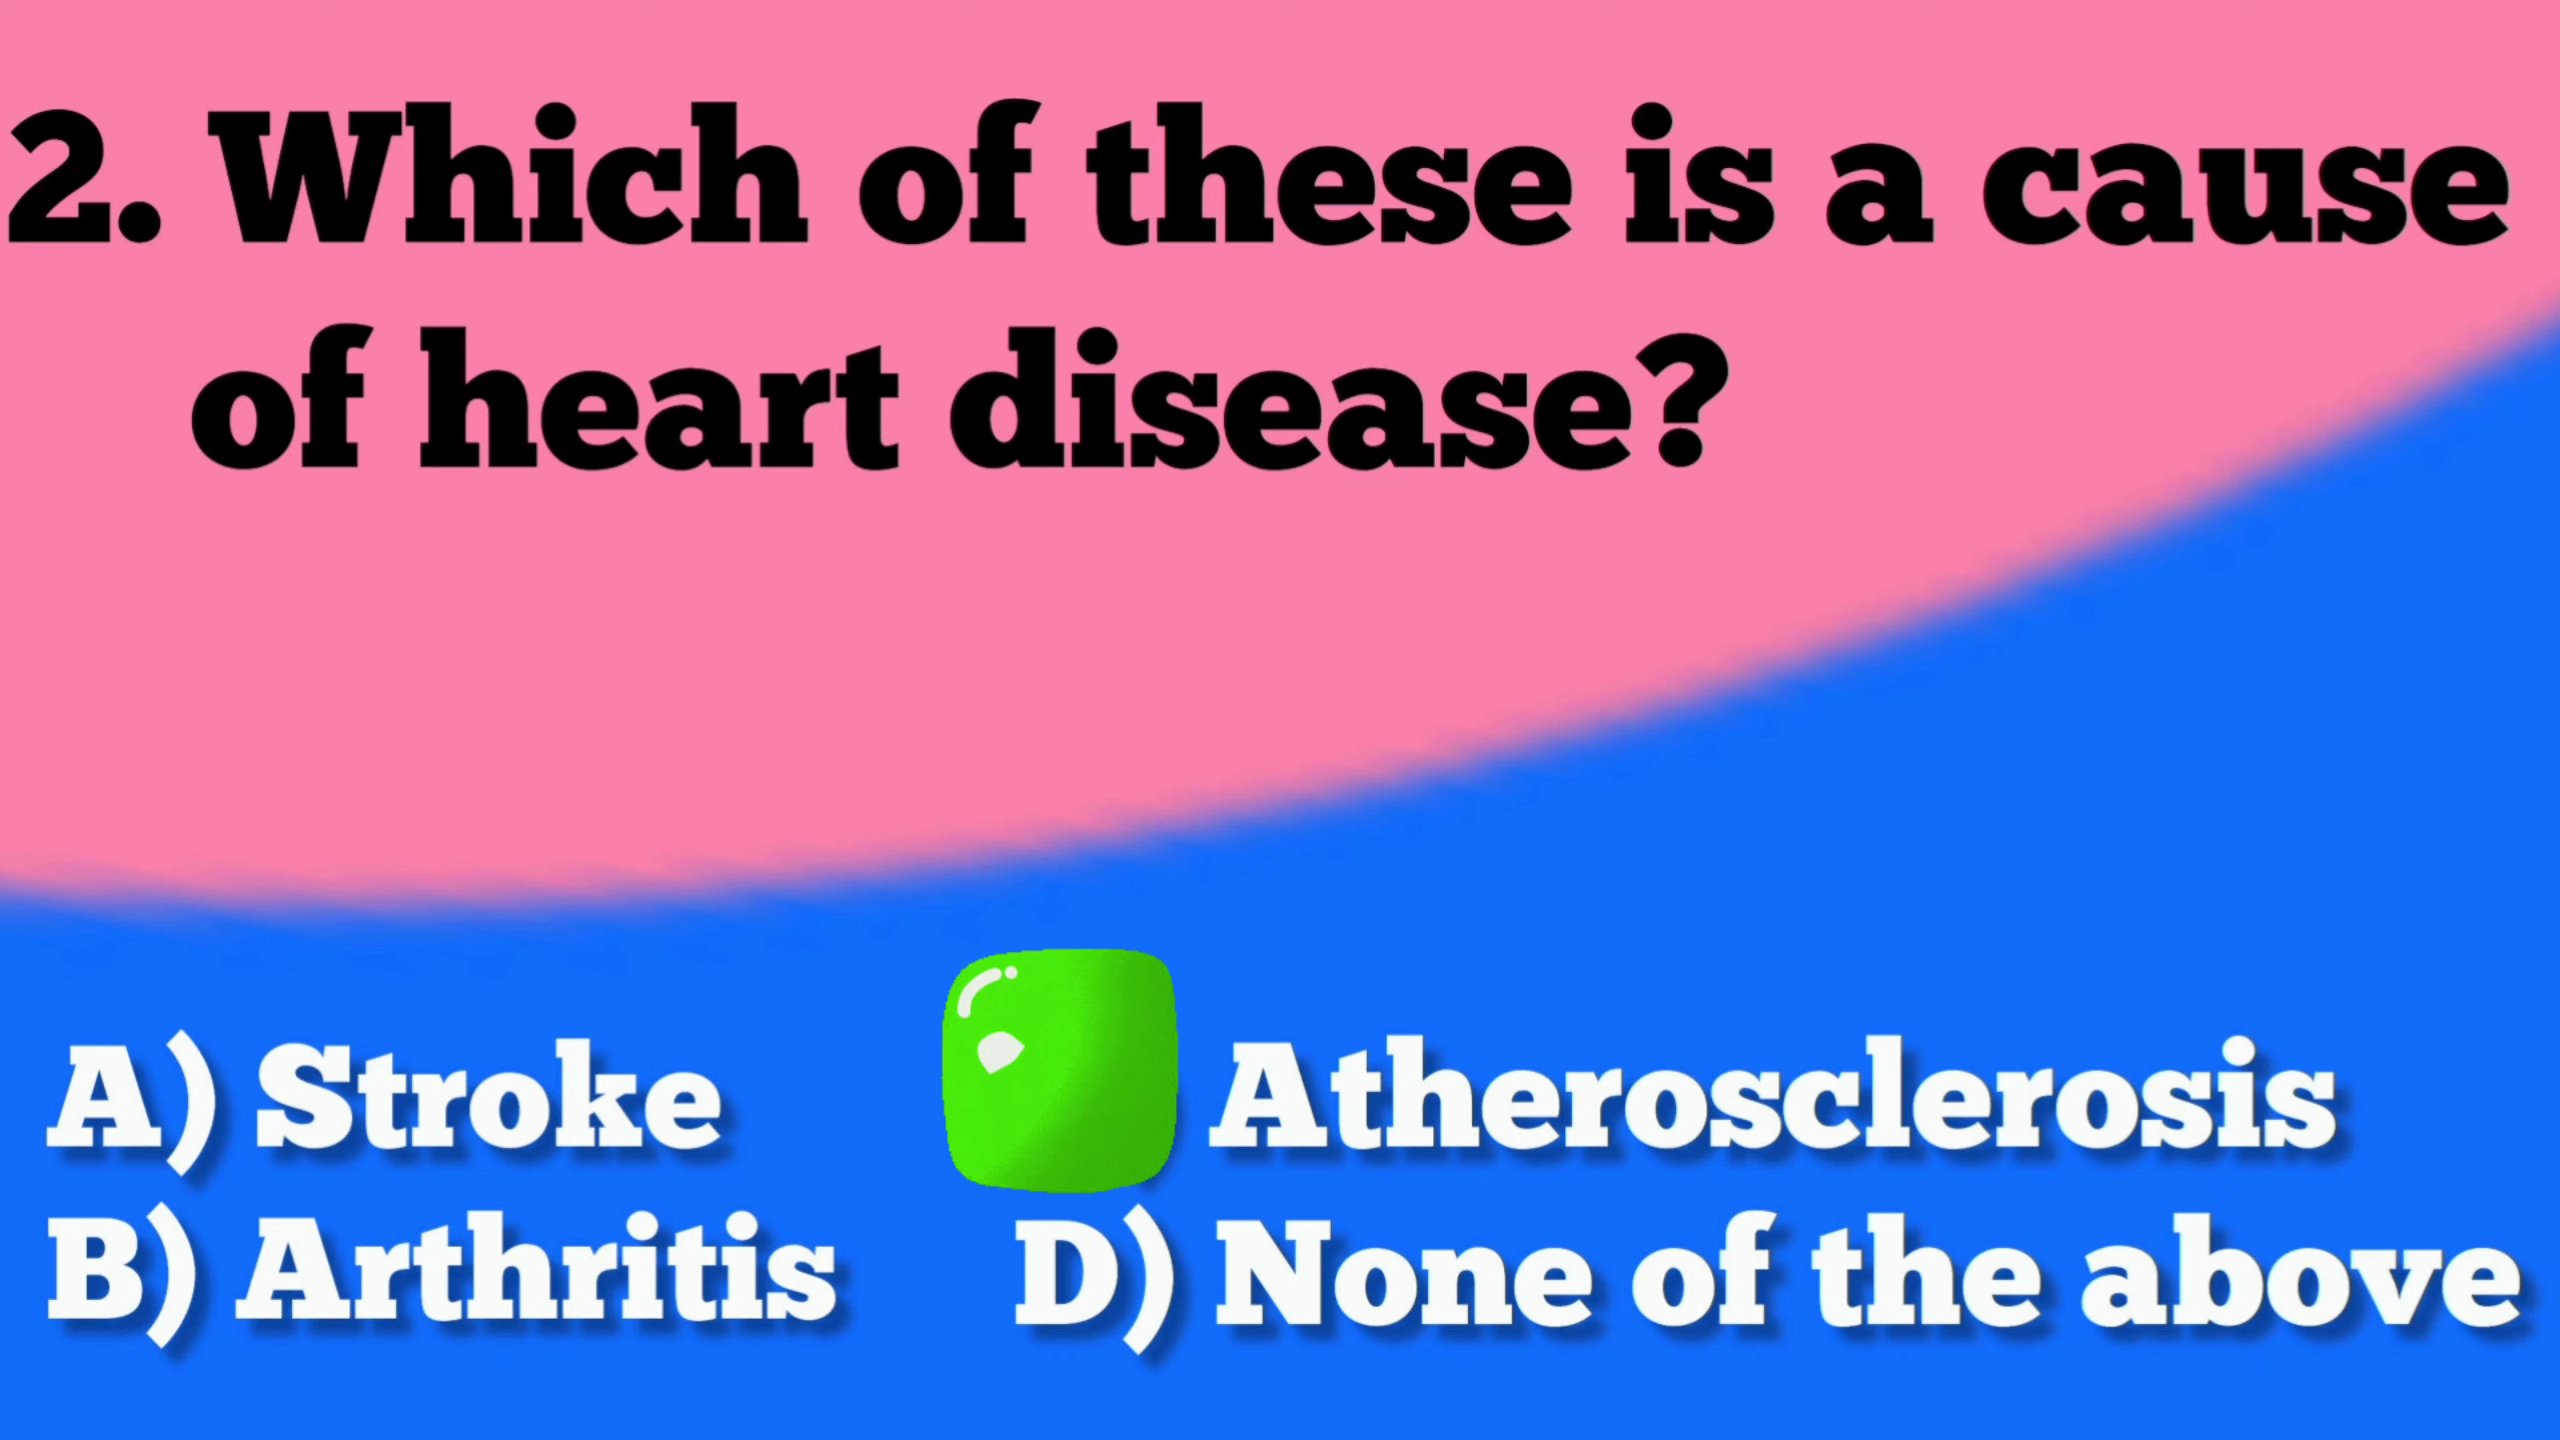 2. Which of these is a cause
of heart disease?
A) Stroke
Atherosclerosis
B) Arthritis
D) None of the above